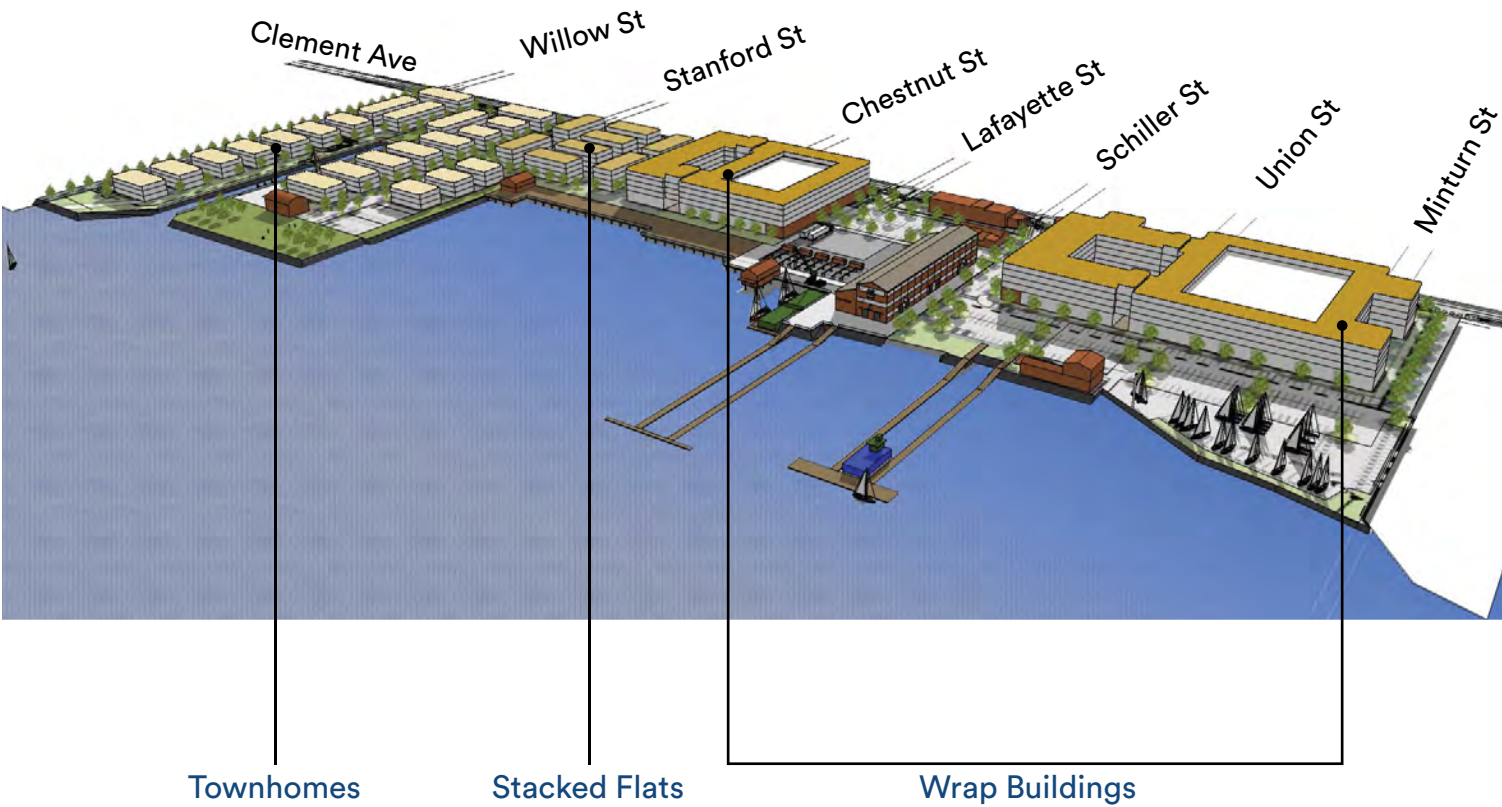 Clement Ave
Willow St
Stanford St
Chestnut St
Lafayette St
Schiller St
Union St
Minturn St
Townhomes
Stacked Flats
Wrap Buildings